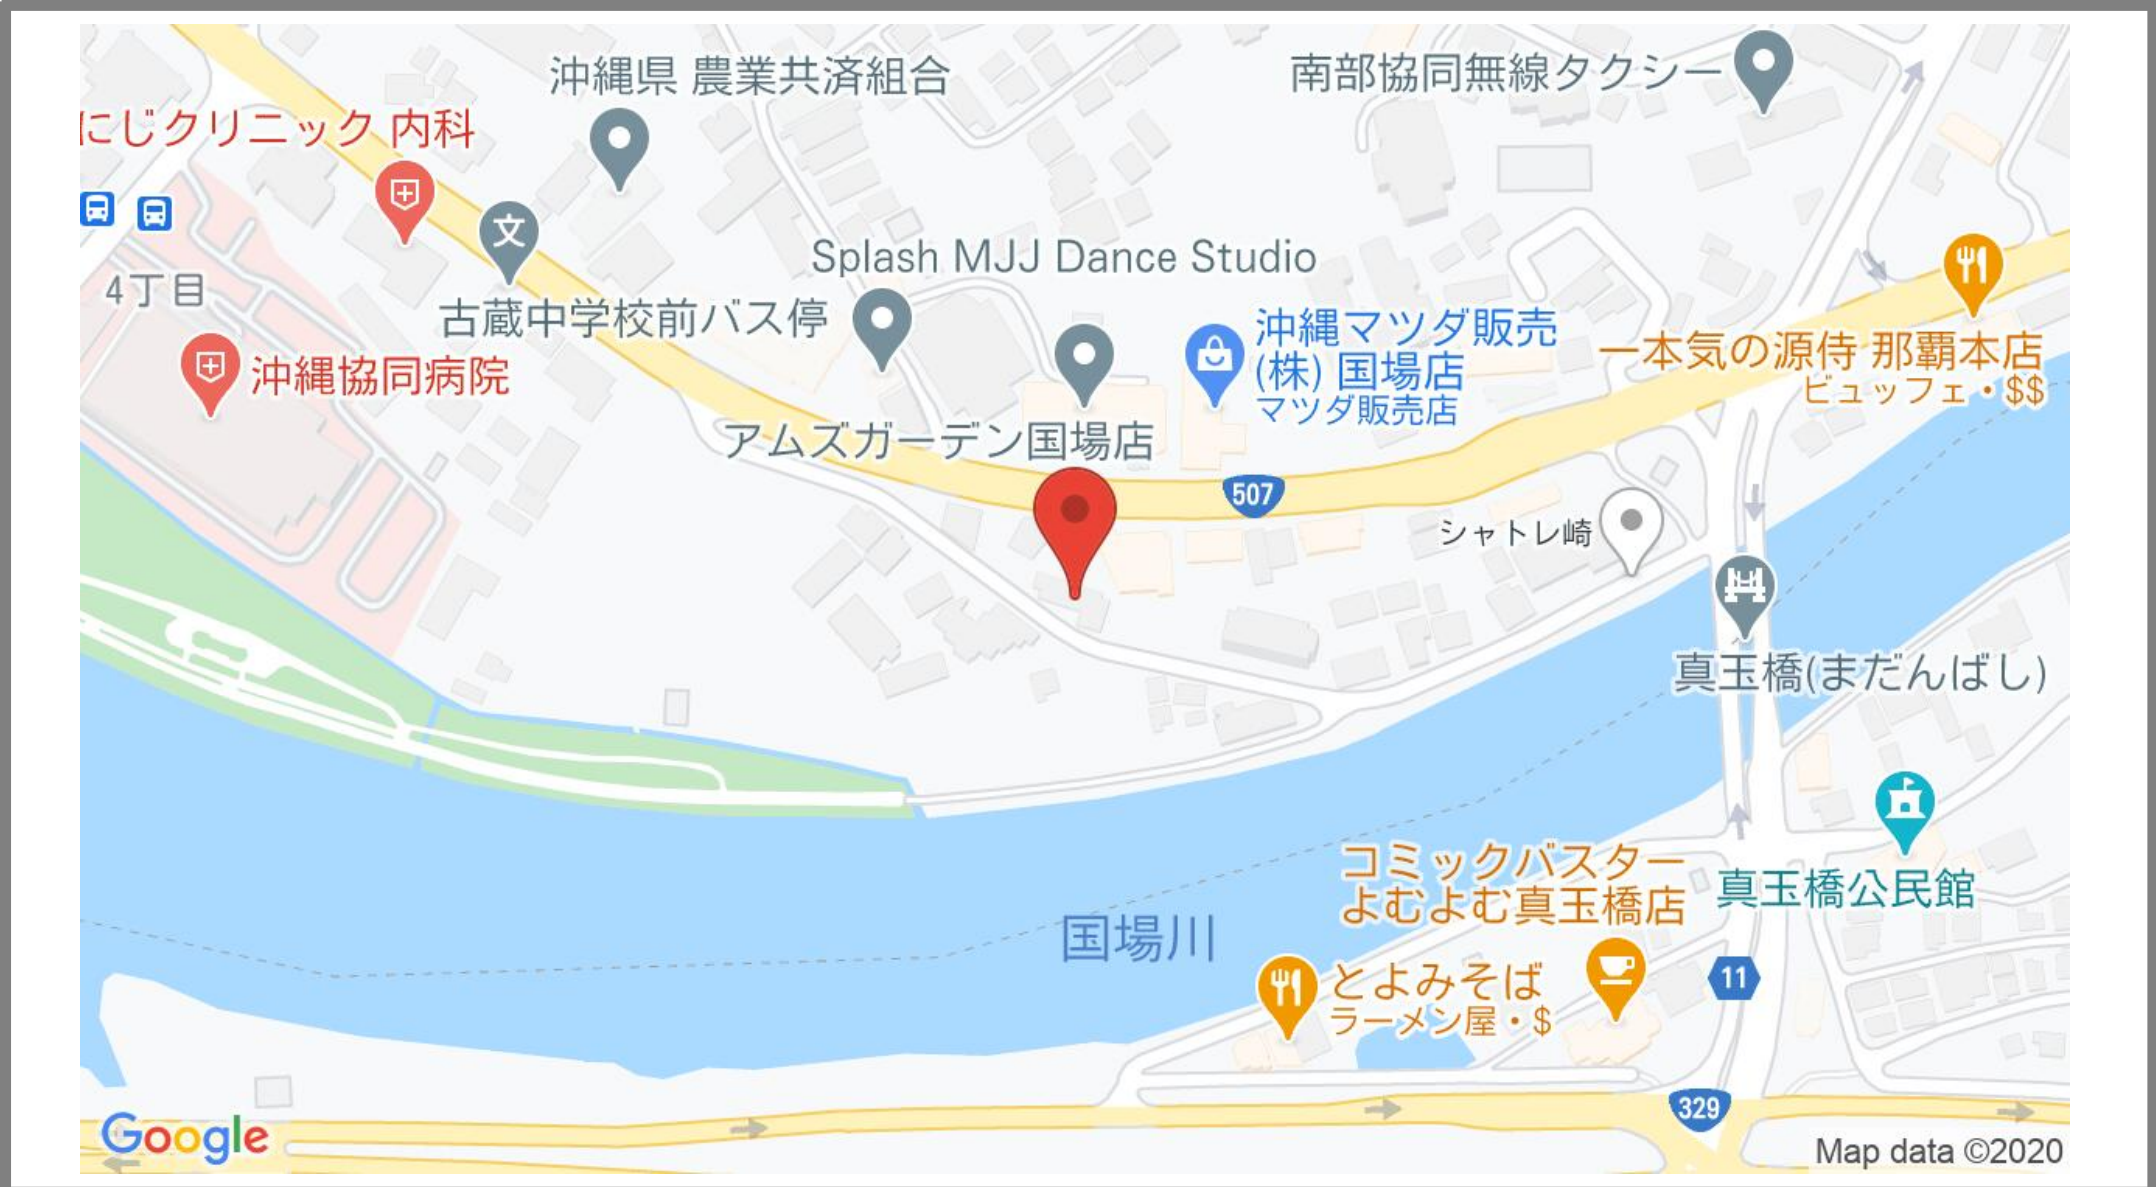 沖縄県 農業共済組合
南部協同無線タクシー
にじクリニック 内科
文
4丁目
Splash MJJ Dance Studio
古蔵中学校前バス停
沖縄マツダ販売
(株) 国場店
マツダ販売店
一本気の源侍 那覇本店
ビュッフェ・$$
沖縄協同病院
アムズガーデン国場店
507
シャトレ崎
真玉橋(まだんばし)
コミックバスター
よむよむ真玉橋店
真玉橋公民館
国場川
とよみそば
ラーメン屋・$
11
329
Google
Map data ©2020